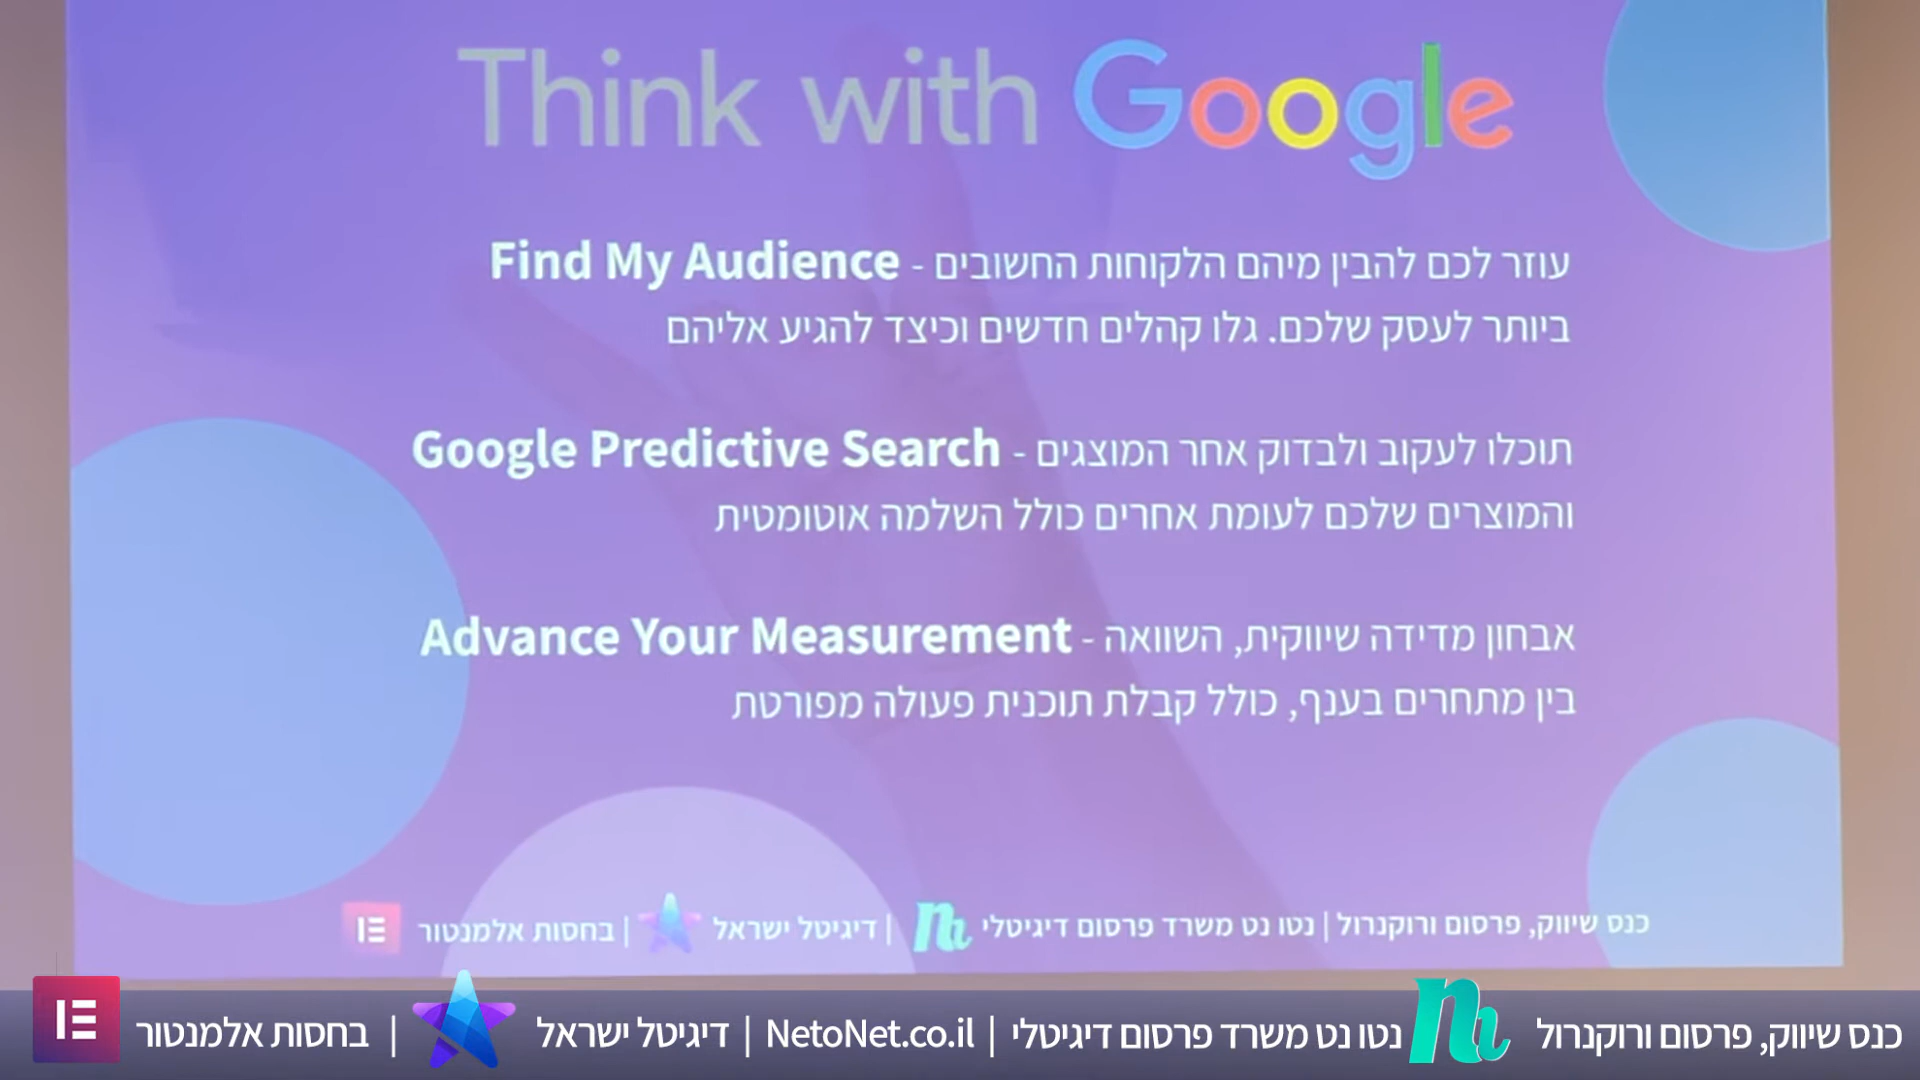 Think with Google
Find My Audience - עוזר לכם להבין מיהם הלקוחות החשובים
ביותר לעסק שלכם. גלו קהלים חדשים וכיצד להגיע אליהם
Google Predictive Search - תוכלו לעקוב ולבדוק אחר המוצגים
והמוצרים שלכם לעומת אחרים כולל השלמה אוטומטית
Advance Your Measurement - אבחון מדידה שיווקית, השוואה
בין מתחרים בענף, כולל קבלת תוכנית פעולה מפורטת
כנס שיווק, פרסום ורוקנרול | נטו נט משרד פרסום דיגיטלי | דיגיטל ישראל | בחסות אלמנטור
כנס שיווק, פרסום ורוקנרול נטו נט משרד פרסום דיגיטלי | NetoNet.co.il | דיגיטל ישראל | בחסות אלמנטור